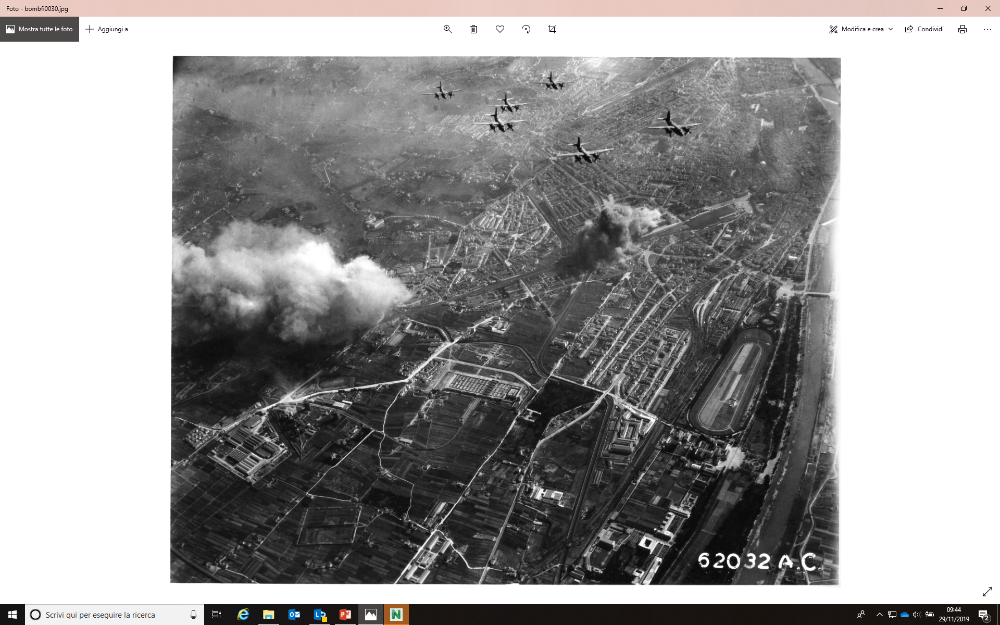 Foto - bombfi0030.jpg
Mostra tutte le foto
Aggiungi a
Modifica e crea
Condividi
62032 A.C.
Scrivi qui per eseguire la ricerca
09:44
29/11/2019
2